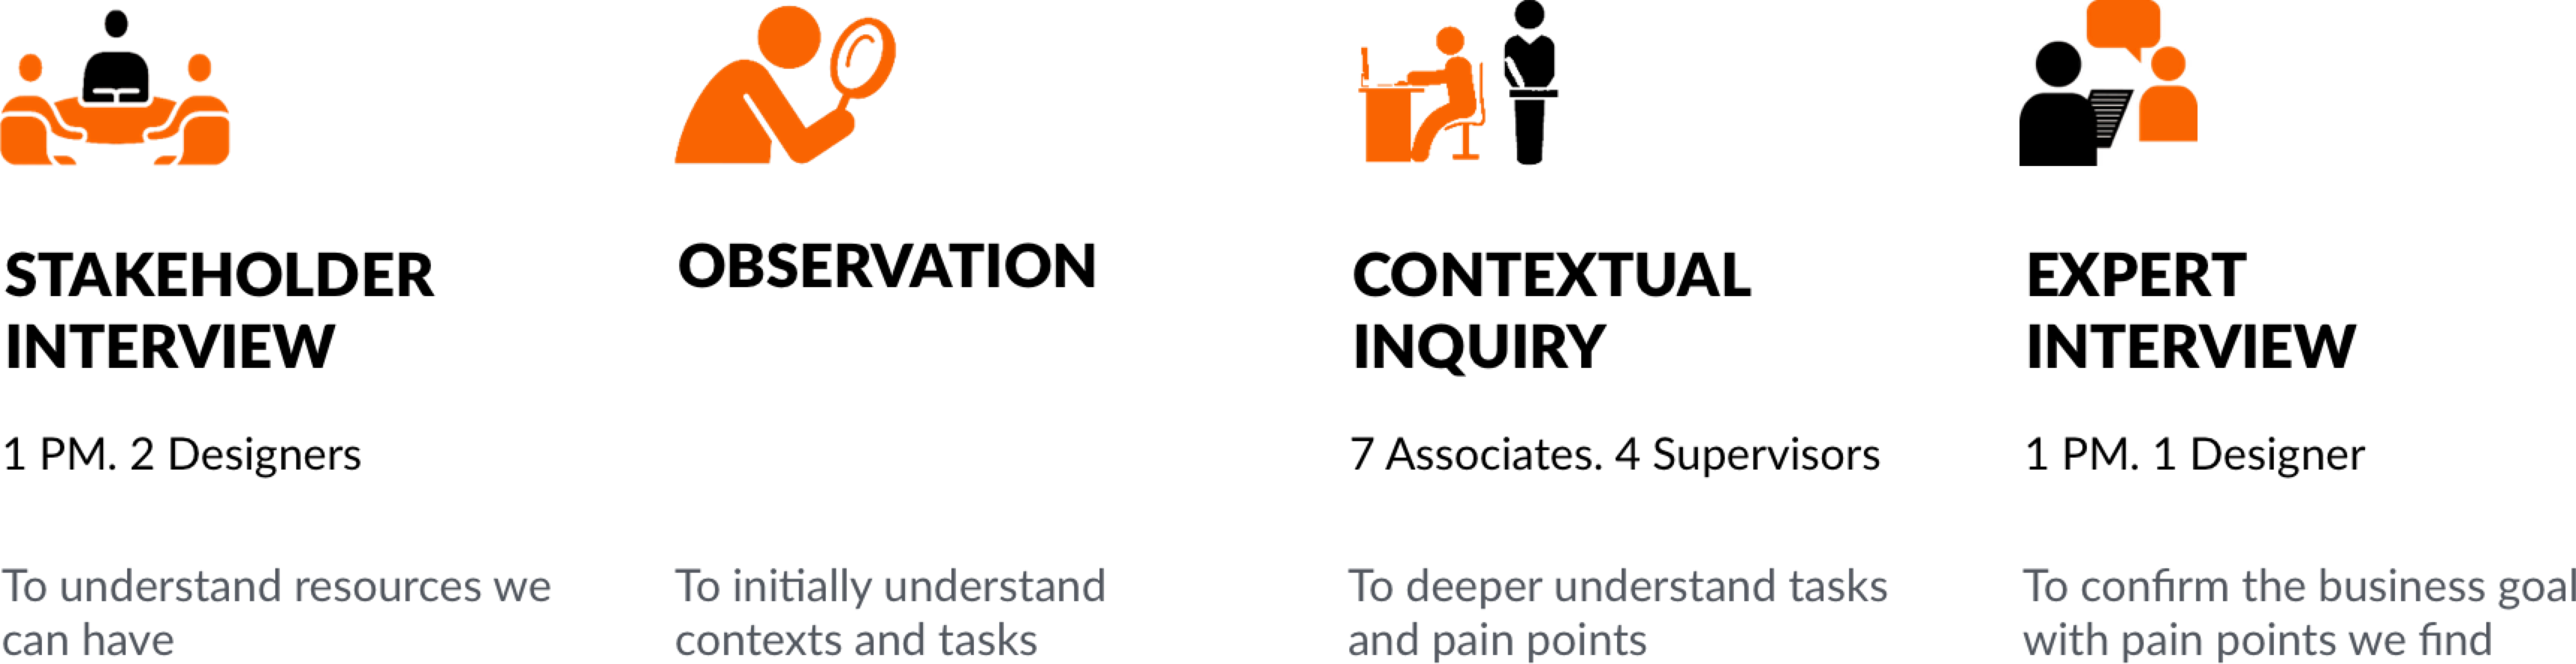 STAKEHOLDER
INTERVIEW
1 PM. 2 Designers
To understand resources we
can have
OBSERVATION
To initially understand
contexts and tasks
CONTEXTUAL
INQUIRY
7 Associates. 4 Supervisors
To deeper understand tasks
and pain points
EXPERT
INTERVIEW
1 PM. 1 Designer
To confirm the business goal
with pain points we find